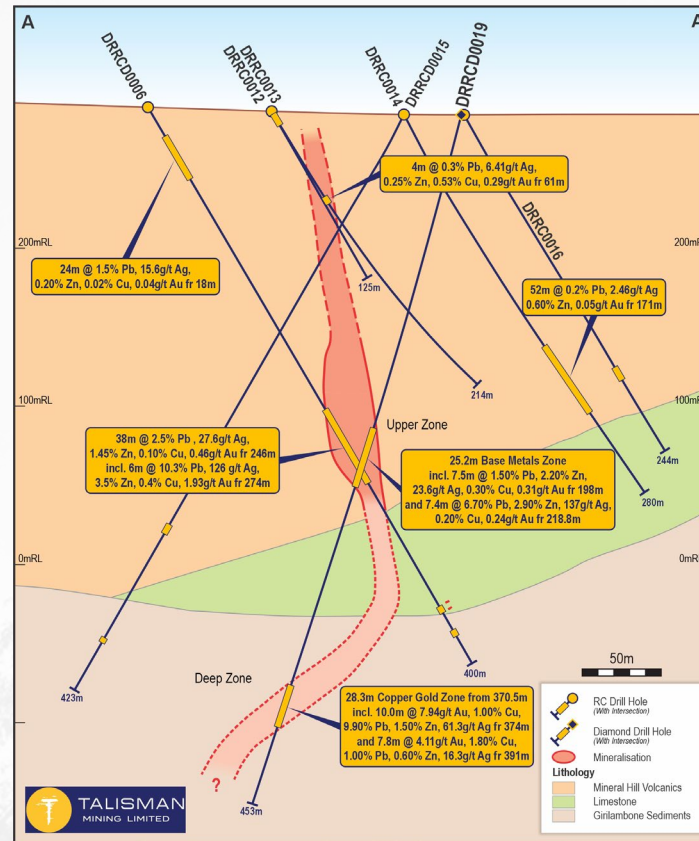 A
A
DRRCD0006
DRRC0013
DRRC0012
DRRC0014
DRRCD0015
DRRCD0019
DRRC0016
4m @ 0.3% Pb, 6.41g/t Ag,
0.25% Zn, 0.53% Cu, 0.29g/t Au fr 61m
200mRL
200m
24m @ 1.5% Pb, 15.6g/t Ag,
0.20% Zn, 0.02% Cu, 0.04g/t Au fr 18m
125m
52m @ 0.2% Pb, 2.46g/t Ag
0.60% Zn, 0.05g/t Au fr 171m
214m
100mRL
100mR
Upper Zone
38m @ 2.5% Pb , 27.6g/t Ag,
1.45% Zn, 0.10% Cu, 0.46g/t Au fr 246m
incl. 6m @ 10.3% Pb, 126 g/t Ag,
3.5% Zn, 0.4% Cu, 1.93g/t Au fr 274m
25.2m Base Metals Zone
incl. 7.5m @ 1.50% Pb, 2.20% Zn,
23.6g/t Ag, 0.30% Cu, 0.31g/t Au fr 198m
and 7.4m @ 6.70% Pb, 2.90% Zn, 137g/t Ag,
0.20% Cu, 0.24g/t Au fr 218.8m
244m
280m
0mRL
0mR
423m
400m
50m
Deep Zone
28.3m Copper Gold Zone from 370.5m
incl. 10.0m @ 7.94g/t Au, 1.00% Cu,
9.90% Pb, 1.50% Zn, 61.3g/t Ag fr 374m
and 7.8m @ 4.11g/t Au, 1.80% Cu,
1.00% Pb, 0.60% Zn, 16.3g/t Ag fr 391m
?
453m
RC Drill Hole
(With Intersection)
Diamond Drill Hole
(With Intersection)
Mineralisation
Lithology
Mineral Hill Volcanics
Limestone
Girilambone Sediments
TALISMAN
MINING LIMITED